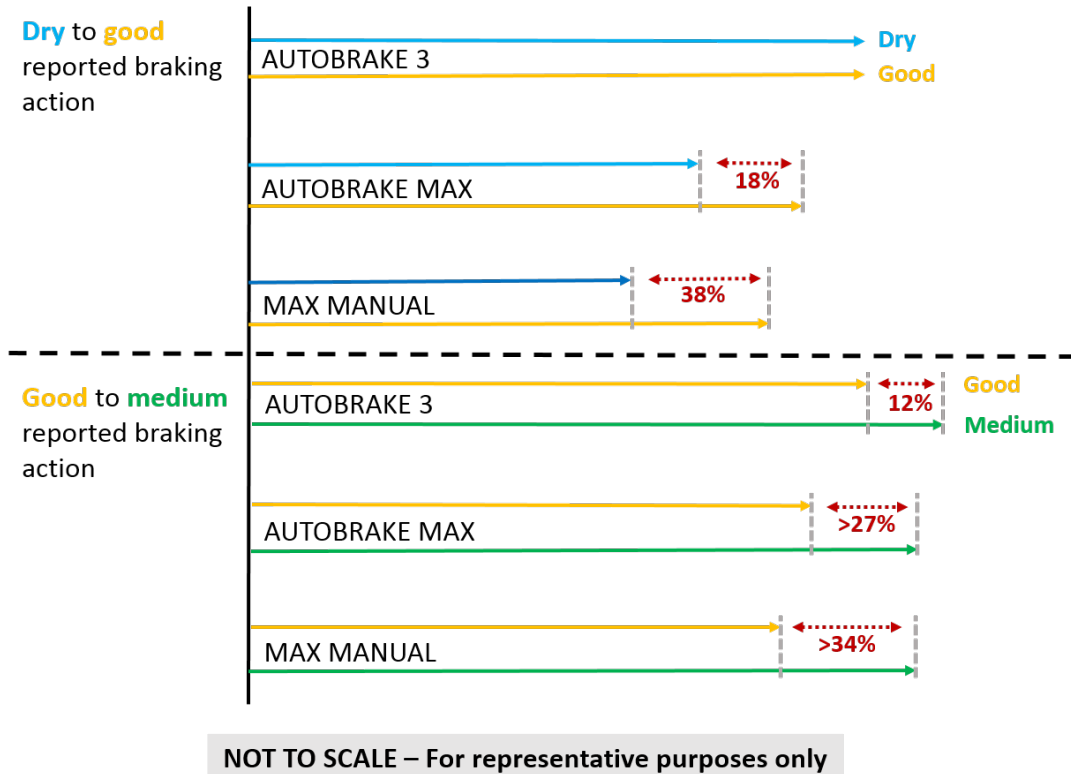 Dry to good
reported braking
action
AUTOBRAKE 3
Dry
Good
AUTOBRAKE MAX
18%
MAX MANUAL
38%
Good to medium
reported braking
action
AUTOBRAKE 3
12%
Good
Medium
AUTOBRAKE MAX
>27%
MAX MANUAL
>34%
NOT TO SCALE – For representative purposes only